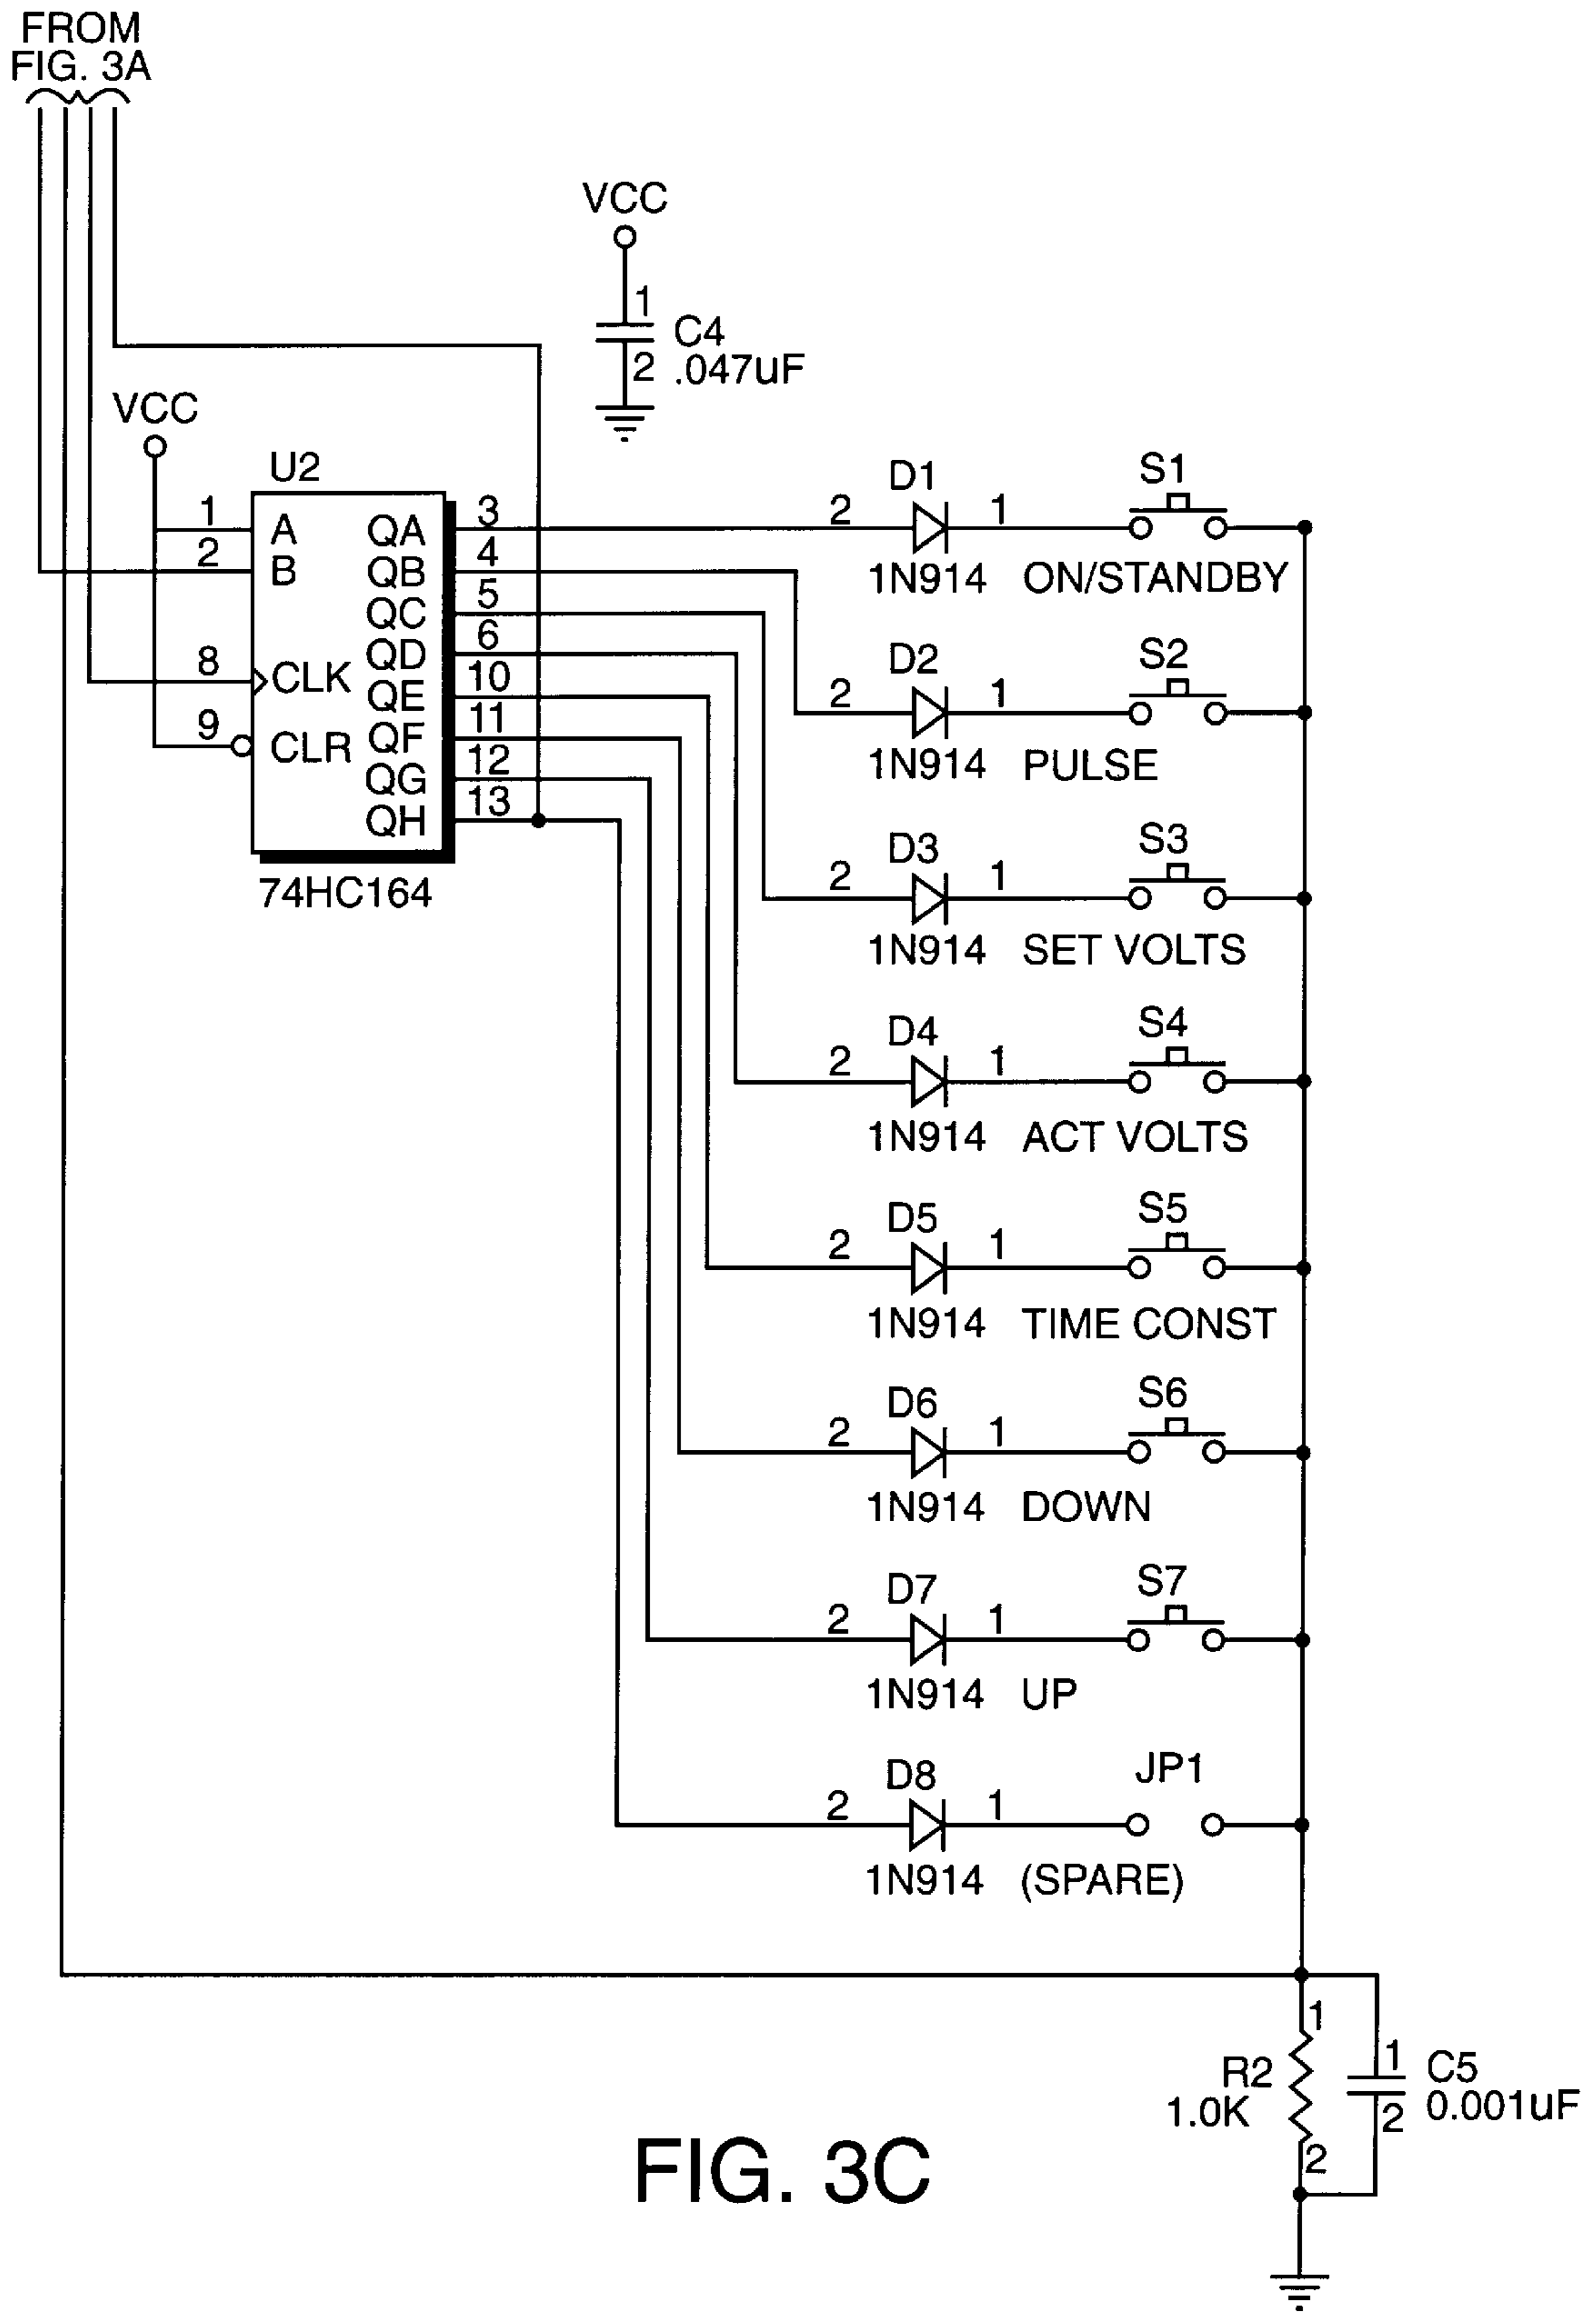 FROM
FIG. 3A
VCC
1
C4
2
.047uF
VCC
U2
1
A
QA
3
2
B
QB
4
QC
5
QD
6
8
CLK
QE
10
QF
11
9
CLR
QG
12
QH
13
74HC164
2
D1
1
S1
1N914
ON/STANDBY
2
D2
1
S2
1N914
PULSE
2
D3
1
S3
1N914
SET VOLTS
2
D4
1
S4
1N914
ACT VOLTS
2
D5
1
S5
1N914
TIME CONST
2
D6
1
S6
1N914
DOWN
2
D7
1
S7
1N914
UP
2
D8
1
JP1
1N914
(SPARE)
1
R2
1.0K
2
1
C5
0.001uF
2
FIG. 3C